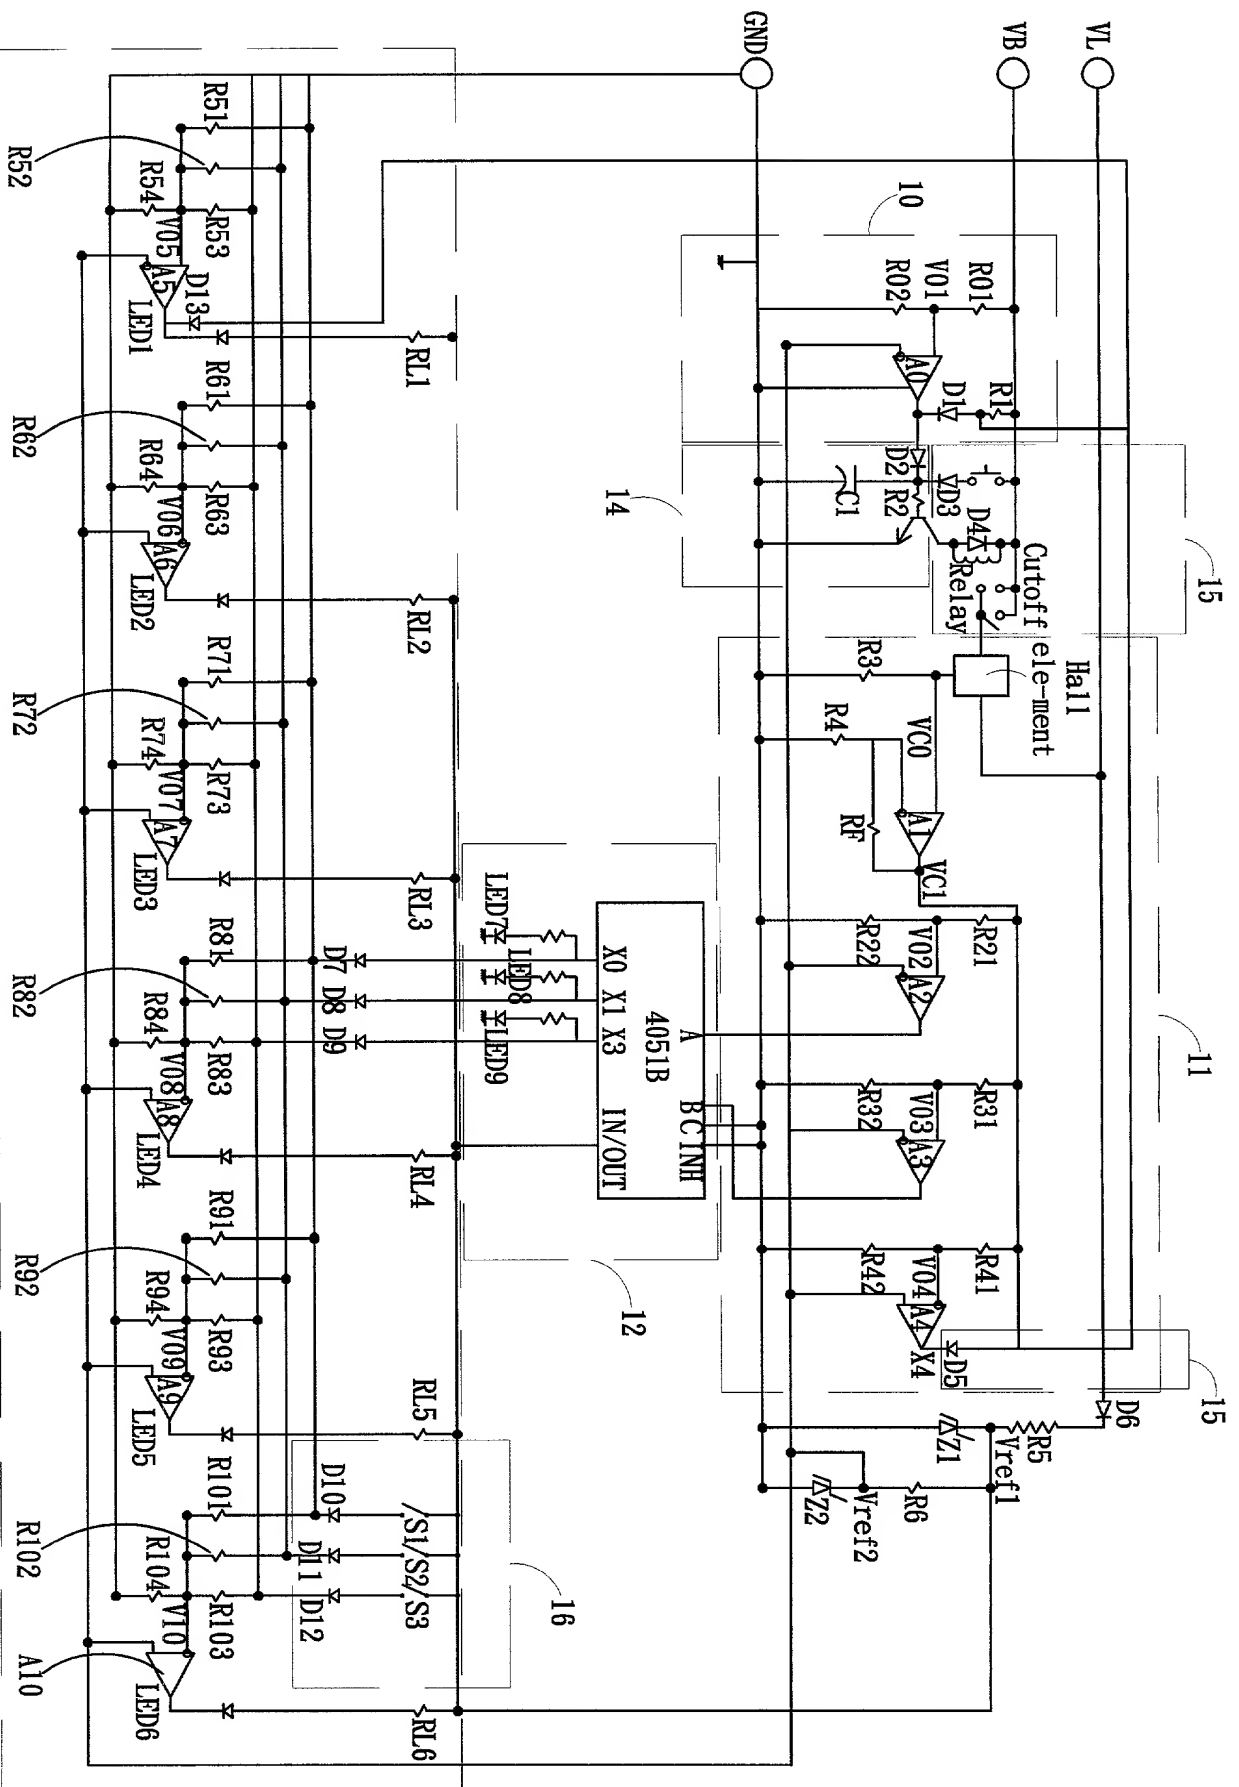 VL
VB
GND
10
R01
V01
R02
A0
R1
D1
D2
R2
C1
14
D3
D4
Relay
Cutoff
15
Hall
ele-ment
R3
R4
VC0
A1
RF
VC1
R21
V02
R22
A2
R31
V03
R32
A3
R41
V04
R42
A4
X4
D5
11
15
D6
R5
Vref1
Z1
R6
Vref2
Z2
A
B
C
INH
4051B
X0
X1
X3
IN/OUT
LED7
LED8
LED9
12
D7
D8
D9
S1
S2
S3
D10
D11
D12
16
R51
R52
R53
R54
V05
A5
D13
LED1
RL1
R61
R62
R63
R64
V06
A6
LED2
RL2
R71
R72
R73
R74
V07
A7
LED3
RL3
R81
R82
R83
R84
V08
A8
LED4
RL4
R91
R92
R93
R94
V09
A9
LED5
RL5
R101
R102
R103
R104
V10
A10
LED6
RL6